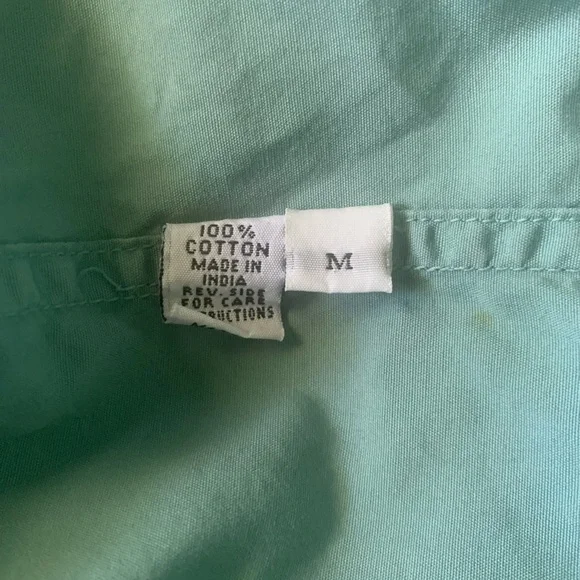 100%
COTTON
MADE IN
INDIA
REV. SIDE
FOR CARE
M